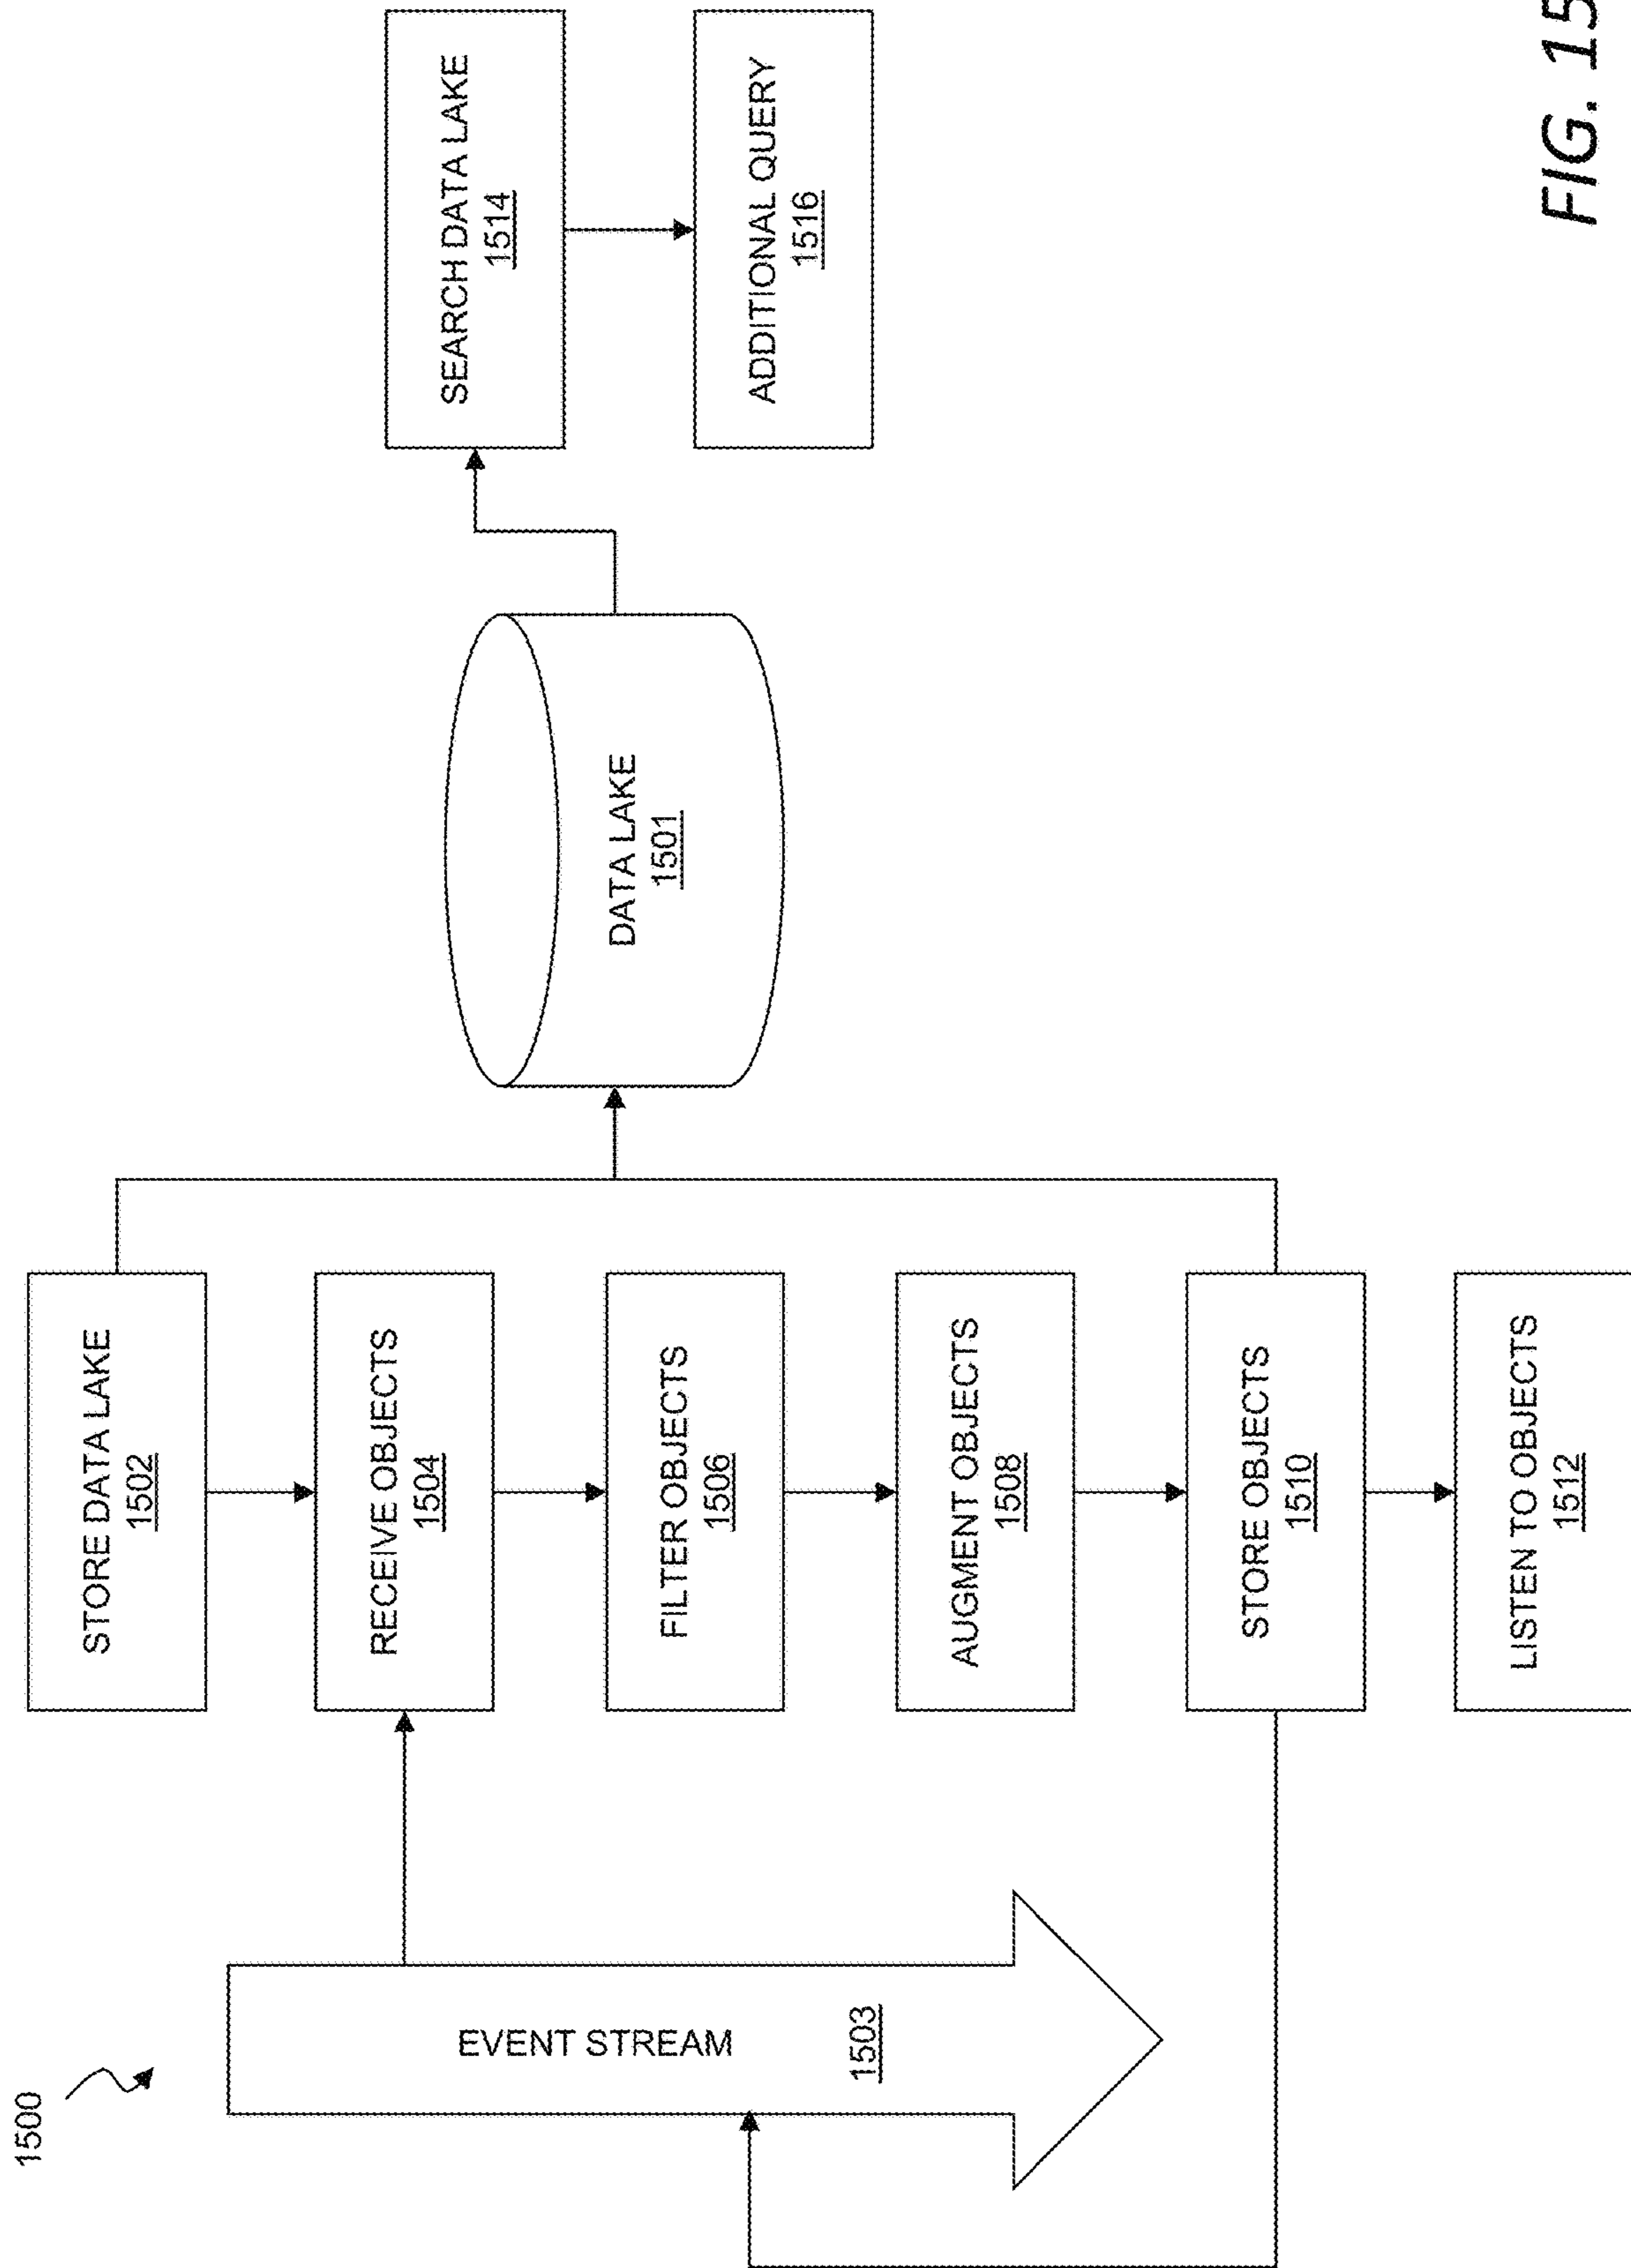 1500
EVENT STREAM
1503
STORE DATA LAKE
1502
RECEIVE OBJECTS
1504
FILTER OBJECTS
1506
AUGMENT OBJECTS
1508
STORE OBJECTS
1510
LISTEN TO OBJECTS
1512
DATA LAKE
1501
SEARCH DATA LAKE
1514
ADDITIONAL QUERY
1516
FIG. 15